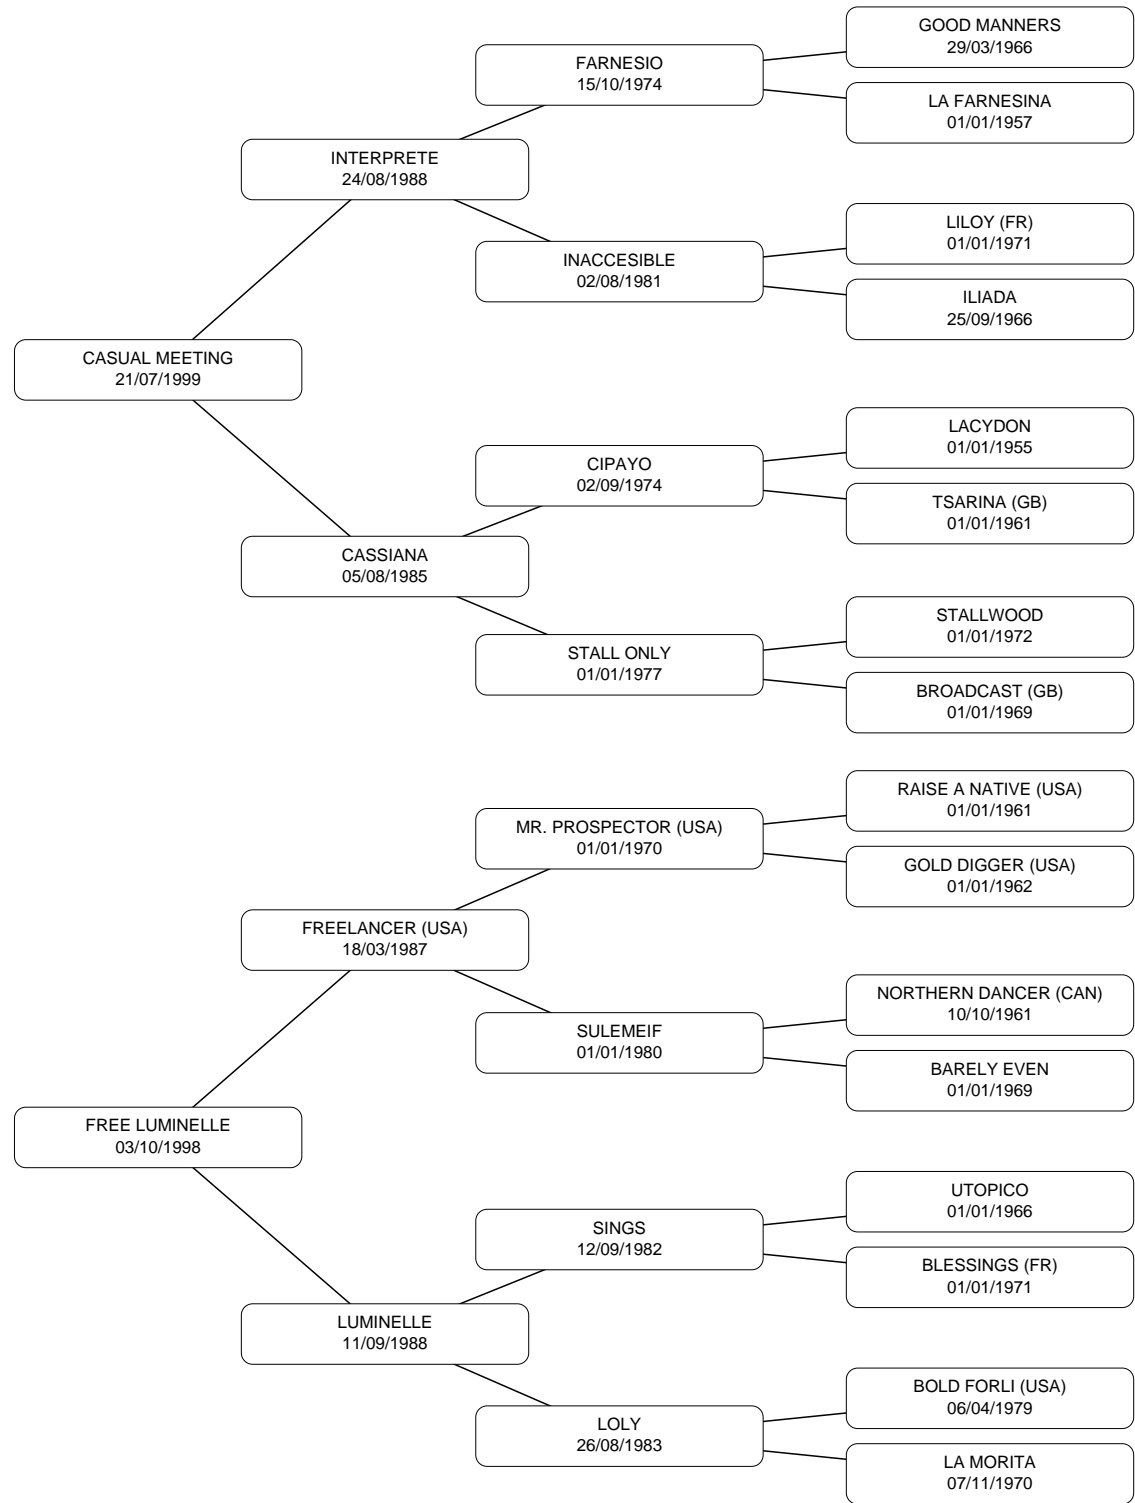 GOOD MANNERS
29/03/1966
FARNESIO
15/10/1974
LA FARNESINA
01/01/1957
INTERPRETE
24/08/1988
LILOY (FR)
01/01/1971
INACCESIBLE
02/08/1981
ILIADA
25/09/1966
CASUAL MEETING
21/07/1999
LACYDON
01/01/1955
CIPAYO
02/09/1974
TSARINA (GB)
01/01/1961
CASSIANA
05/08/1985
STALLWOOD
01/01/1972
STALL ONLY
01/01/1977
BROADCAST (GB)
01/01/1969
RAISE A NATIVE (USA)
01/01/1961
MR. PROSPECTOR (USA)
01/01/1970
GOLD DIGGER (USA)
01/01/1962
FREELANCER (USA)
18/03/1987
NORTHERN DANCER (CAN)
10/10/1961
SULEMEIF
01/01/1980
BARELY EVEN
01/01/1969
FREE LUMINELLE
03/10/1998
UTOPICO
01/01/1966
SINGS
12/09/1982
BLESSINGS (FR)
01/01/1971
LUMINELLE
11/09/1988
BOLD FORLI (USA)
06/04/1979
LOLY
26/08/1983
LA MORITA
07/11/1970